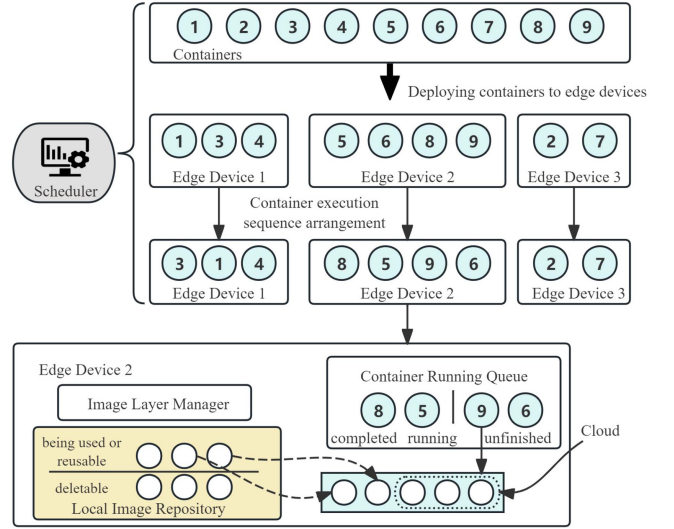 1 2 3 4 5 6 7 8 9
Containers
Deploying containers to edge devices
Scheduler
1 3 4
Edge Device 1
5 6 8 9
Edge Device 2
2 7
Edge Device 3
Container execution
sequence arrangement
3 1 4
Edge Device 1
8 5 9 6
Edge Device 2
2 7
Edge Device 3
Edge Device 2
Image Layer Manager
being used or
reusable
deletable
Local Image Repository
Container Running Queue
8 5 9 6
completed running unfinished
Cloud